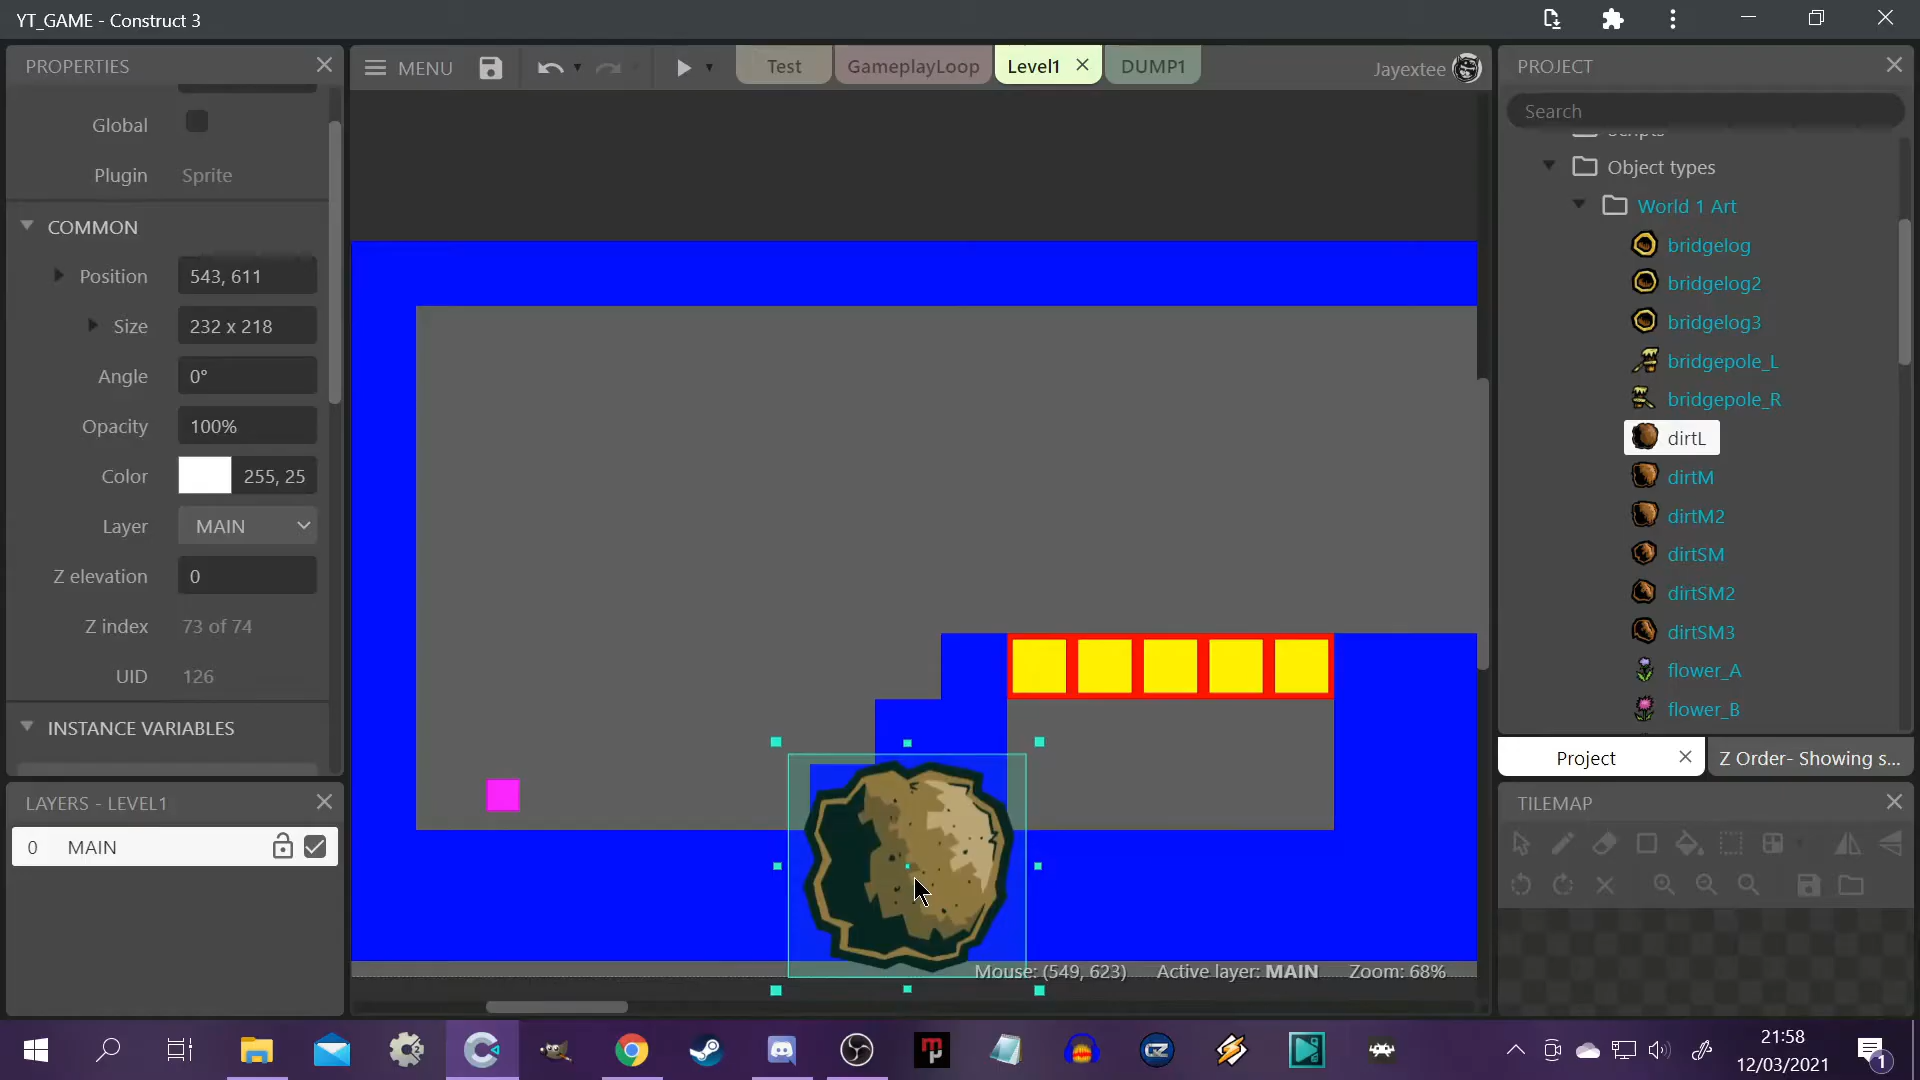 YT_GAME - Construct 3
PROPERTIES
Global
Plugin Sprite
COMMON
Position 543, 611
Size 232 x 218
Angle 0°
Opacity 100%
Color 255, 25
Layer MAIN
Z elevation 0
Z index 73 of 74
UID 126
INSTANCE VARIABLES
LAYERS - LEVEL1
0 MAIN
MENU
Test
GameplayLoop
Level1
DUMP1
Jayextee
Mouse: (549, 623) Active layer: MAIN Zoom: 68%
PROJECT
Search
Scripts
Object types
World 1 Art
bridgelog
bridgelog2
bridgelog3
bridgepole_L
bridgepole_R
dirtL
dirtM
dirtM2
dirtSM
dirtSM2
dirtSM3
flower_A
flower_B
Project
Z Order- Showing s...
TILEMAP
21:58
12/03/2021
1